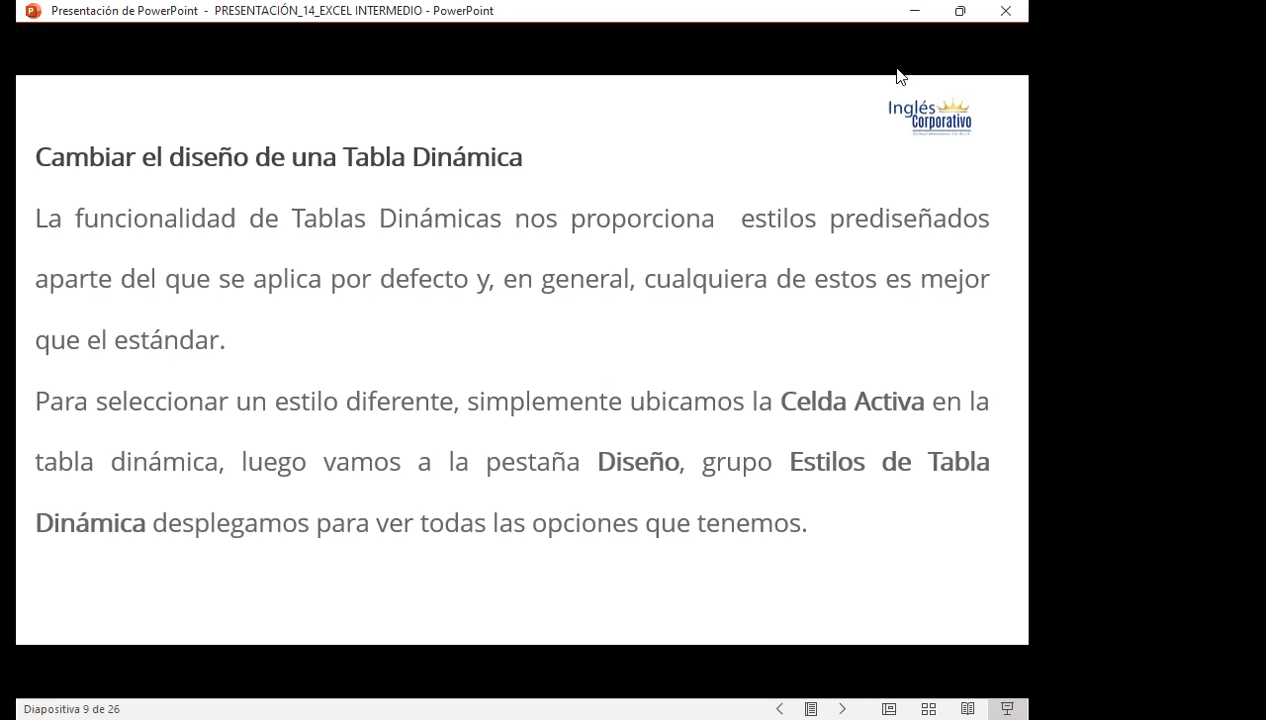 Presentación de PowerPoint - PRESENTACIÓN_14_EXCEL INTERMEDIO - PowerPoint
Inglés
Corporativo
Cambiar el diseño de una Tabla Dinámica
La funcionalidad de Tablas Dinámicas nos proporciona estilos prediseñados
aparte del que se aplica por defecto y, en general, cualquiera de estos es mejor
que el estándar.
Para seleccionar un estilo diferente, simplemente ubicamos la Celda Activa en la
tabla dinámica, luego vamos a la pestaña Diseño, grupo Estilos de Tabla
Dinámica desplegamos para ver todas las opciones que tenemos.
Diapositiva 9 de 26